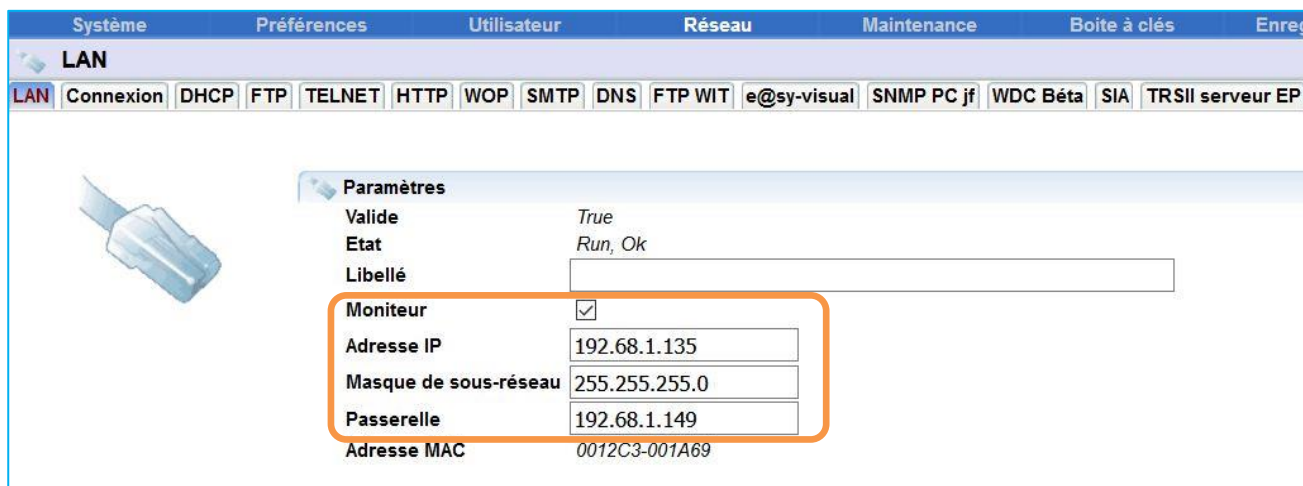 Système Préférences Utilisateur Réseau Maintenance Boite à clés Enreg
LAN
LAN Connexion DHCP FTP TELNET HTTP WOP SMTP DNS FTP WIT e@sy-visual SNMP PC jf WDC Béta SIA TRSII serveur EP
Paramètres
Valide True
Etat Run, Ok
Libellé
Moniteur
Adresse IP 192.68.1.135
Masque de sous-réseau 255.255.255.0
Passerelle 192.68.1.149
Adresse MAC 0012C3-001A69